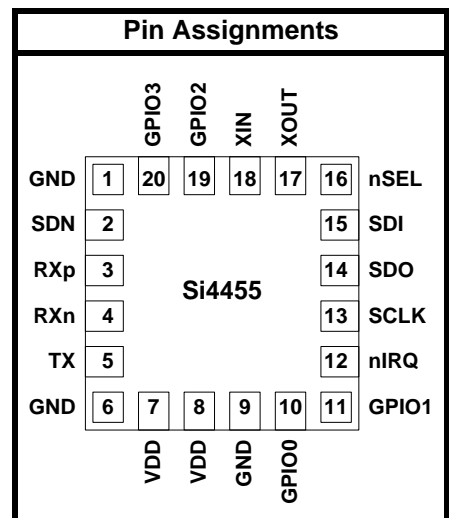 Pin Assignments
GPIO3 GPIO2 XIN XOUT
GND 1 20 19 18 17 16 nSEL
SDN 2 15 SDI
RXp 3 14 SDO
Si4455
RXn 4 13 SCLK
TX 5 12 nIRQ
GND 6 7 8 9 10 11 GPIO1
VDD VDD GND GPIO0